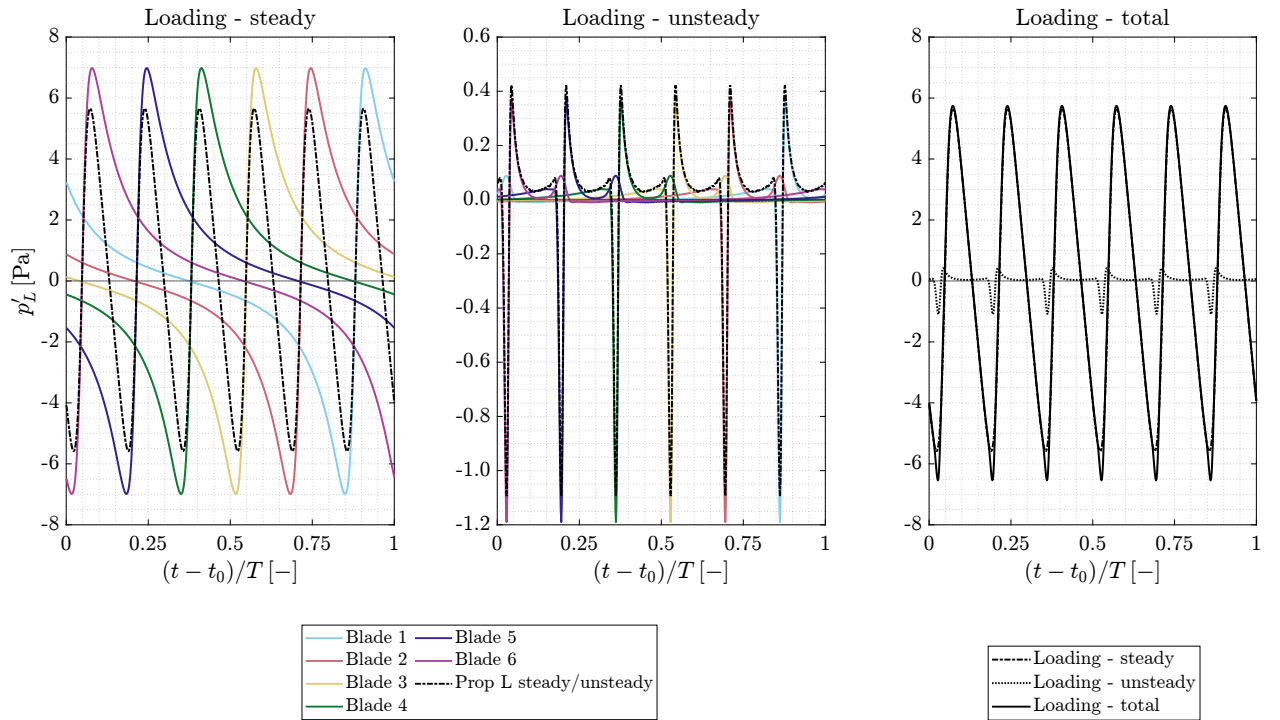 Loading - steady
Loading - unsteady
Loading - total
8
6
4
2
0
-2
-4
-6
-8
0.6
0.4
0.2
0.0
-0.2
-0.4
-0.6
-0.8
-1.0
-1.2
8
6
4
2
0
-2
-4
-6
-8
p′_L [Pa]
0 0.25 0.5 0.75 1
0 0.25 0.5 0.75 1
0 0.25 0.5 0.75 1
(t − t₀)/T [−]
(t − t₀)/T [−]
(t − t₀)/T [−]
Blade 1
Blade 2
Blade 3
Blade 4
Blade 5
Blade 6
Prop L steady/unsteady
Loading - steady
Loading - unsteady
Loading - total